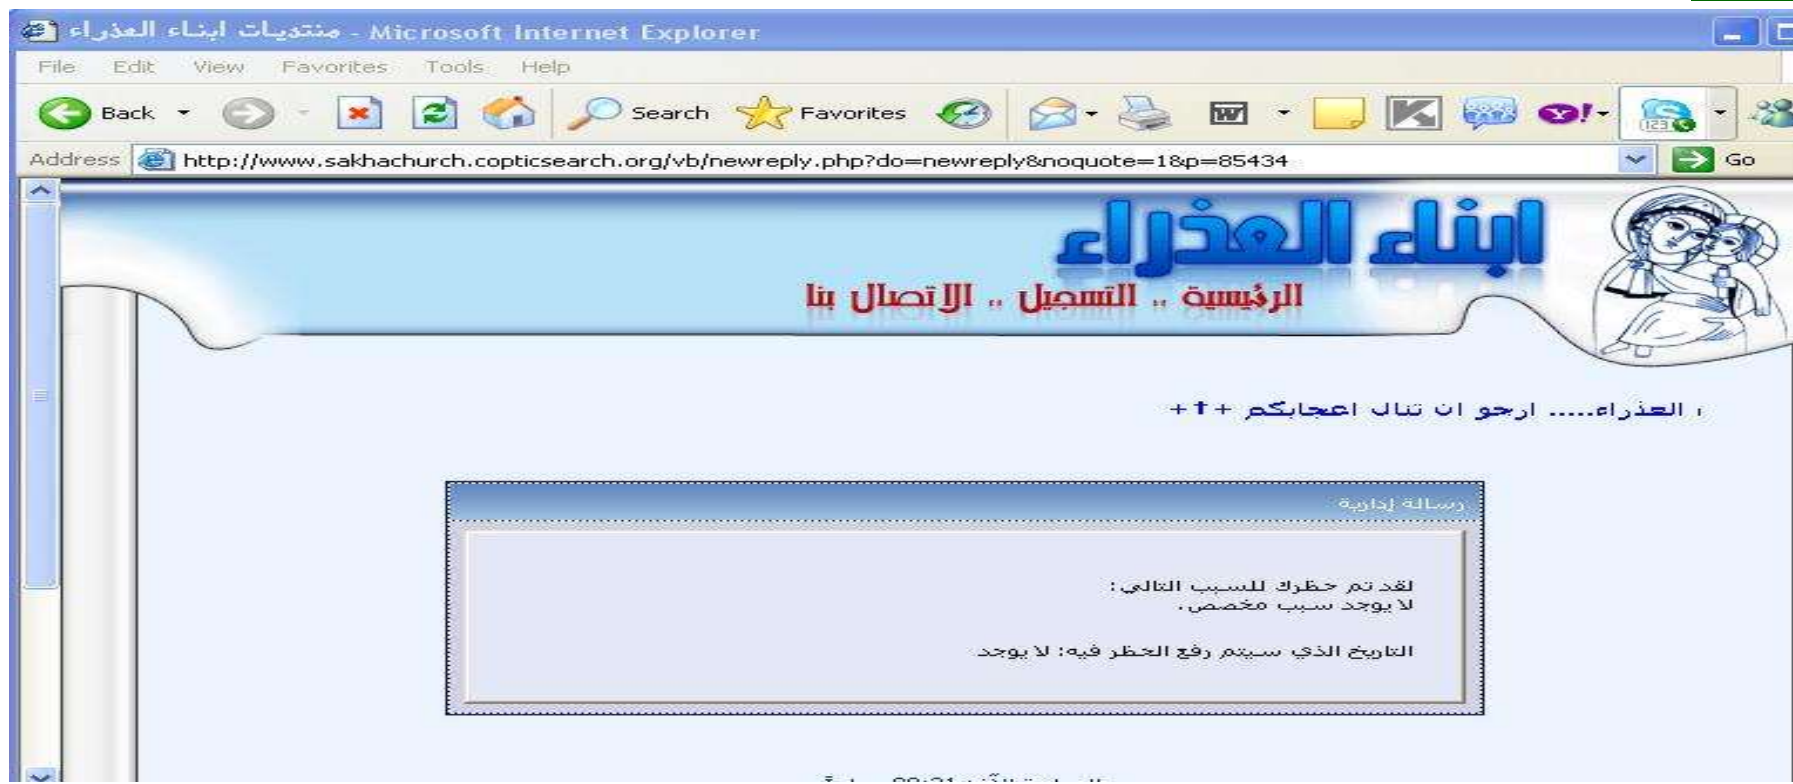 منتديات ابناء العذراء - Microsoft Internet Explorer
File Edit View Favorites Tools Help
Back Search Favorites
Address http://www.sakhachurch.copticsearch.org/vb/newreply.php?do=newreply&noquote=1&p=85434 Go
ابناء العذراء
الرئيسية .. التسجيل .. الإتصال بنا
العذراء..... ارجو ان تنال اعجابكم +†+
رسالة إدارية
لقد تم حظرك للسبب التالي:
لا يوجد سبب مخصص.
التاريخ الذي سيتم رفع الحظر فيه: لا يوجد